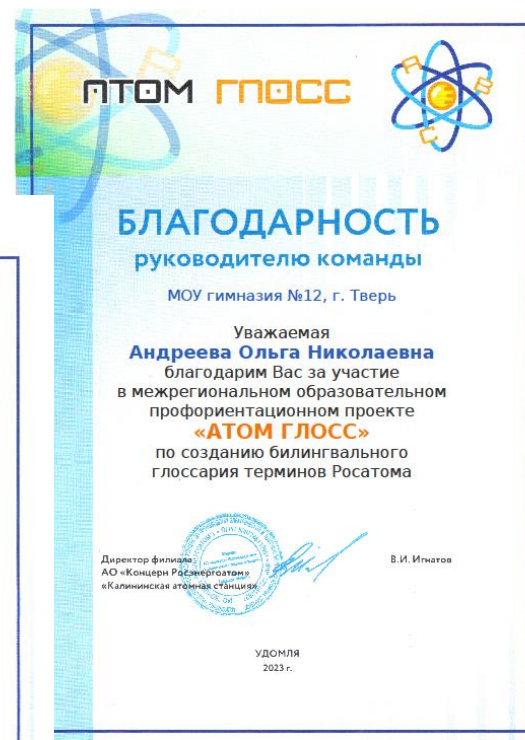 АТОМ ГЛОСС
А
В
С
БЛАГОДАРНОСТЬ
руководителю команды
МОУ гимназия №12, г. Тверь
Уважаемая
Андреева Ольга Николаевна
благодарим Вас за участие
в межрегиональном образовательном
профориентационном проекте
«АТОМ ГЛОСС»
по созданию билингвального
глоссария терминов Росатома
Директор филиала
АО «Концерн Росэнергоатом»
«Калининская атомная станция»
В.И. Игнатов
УДОМЛЯ
2023 г.